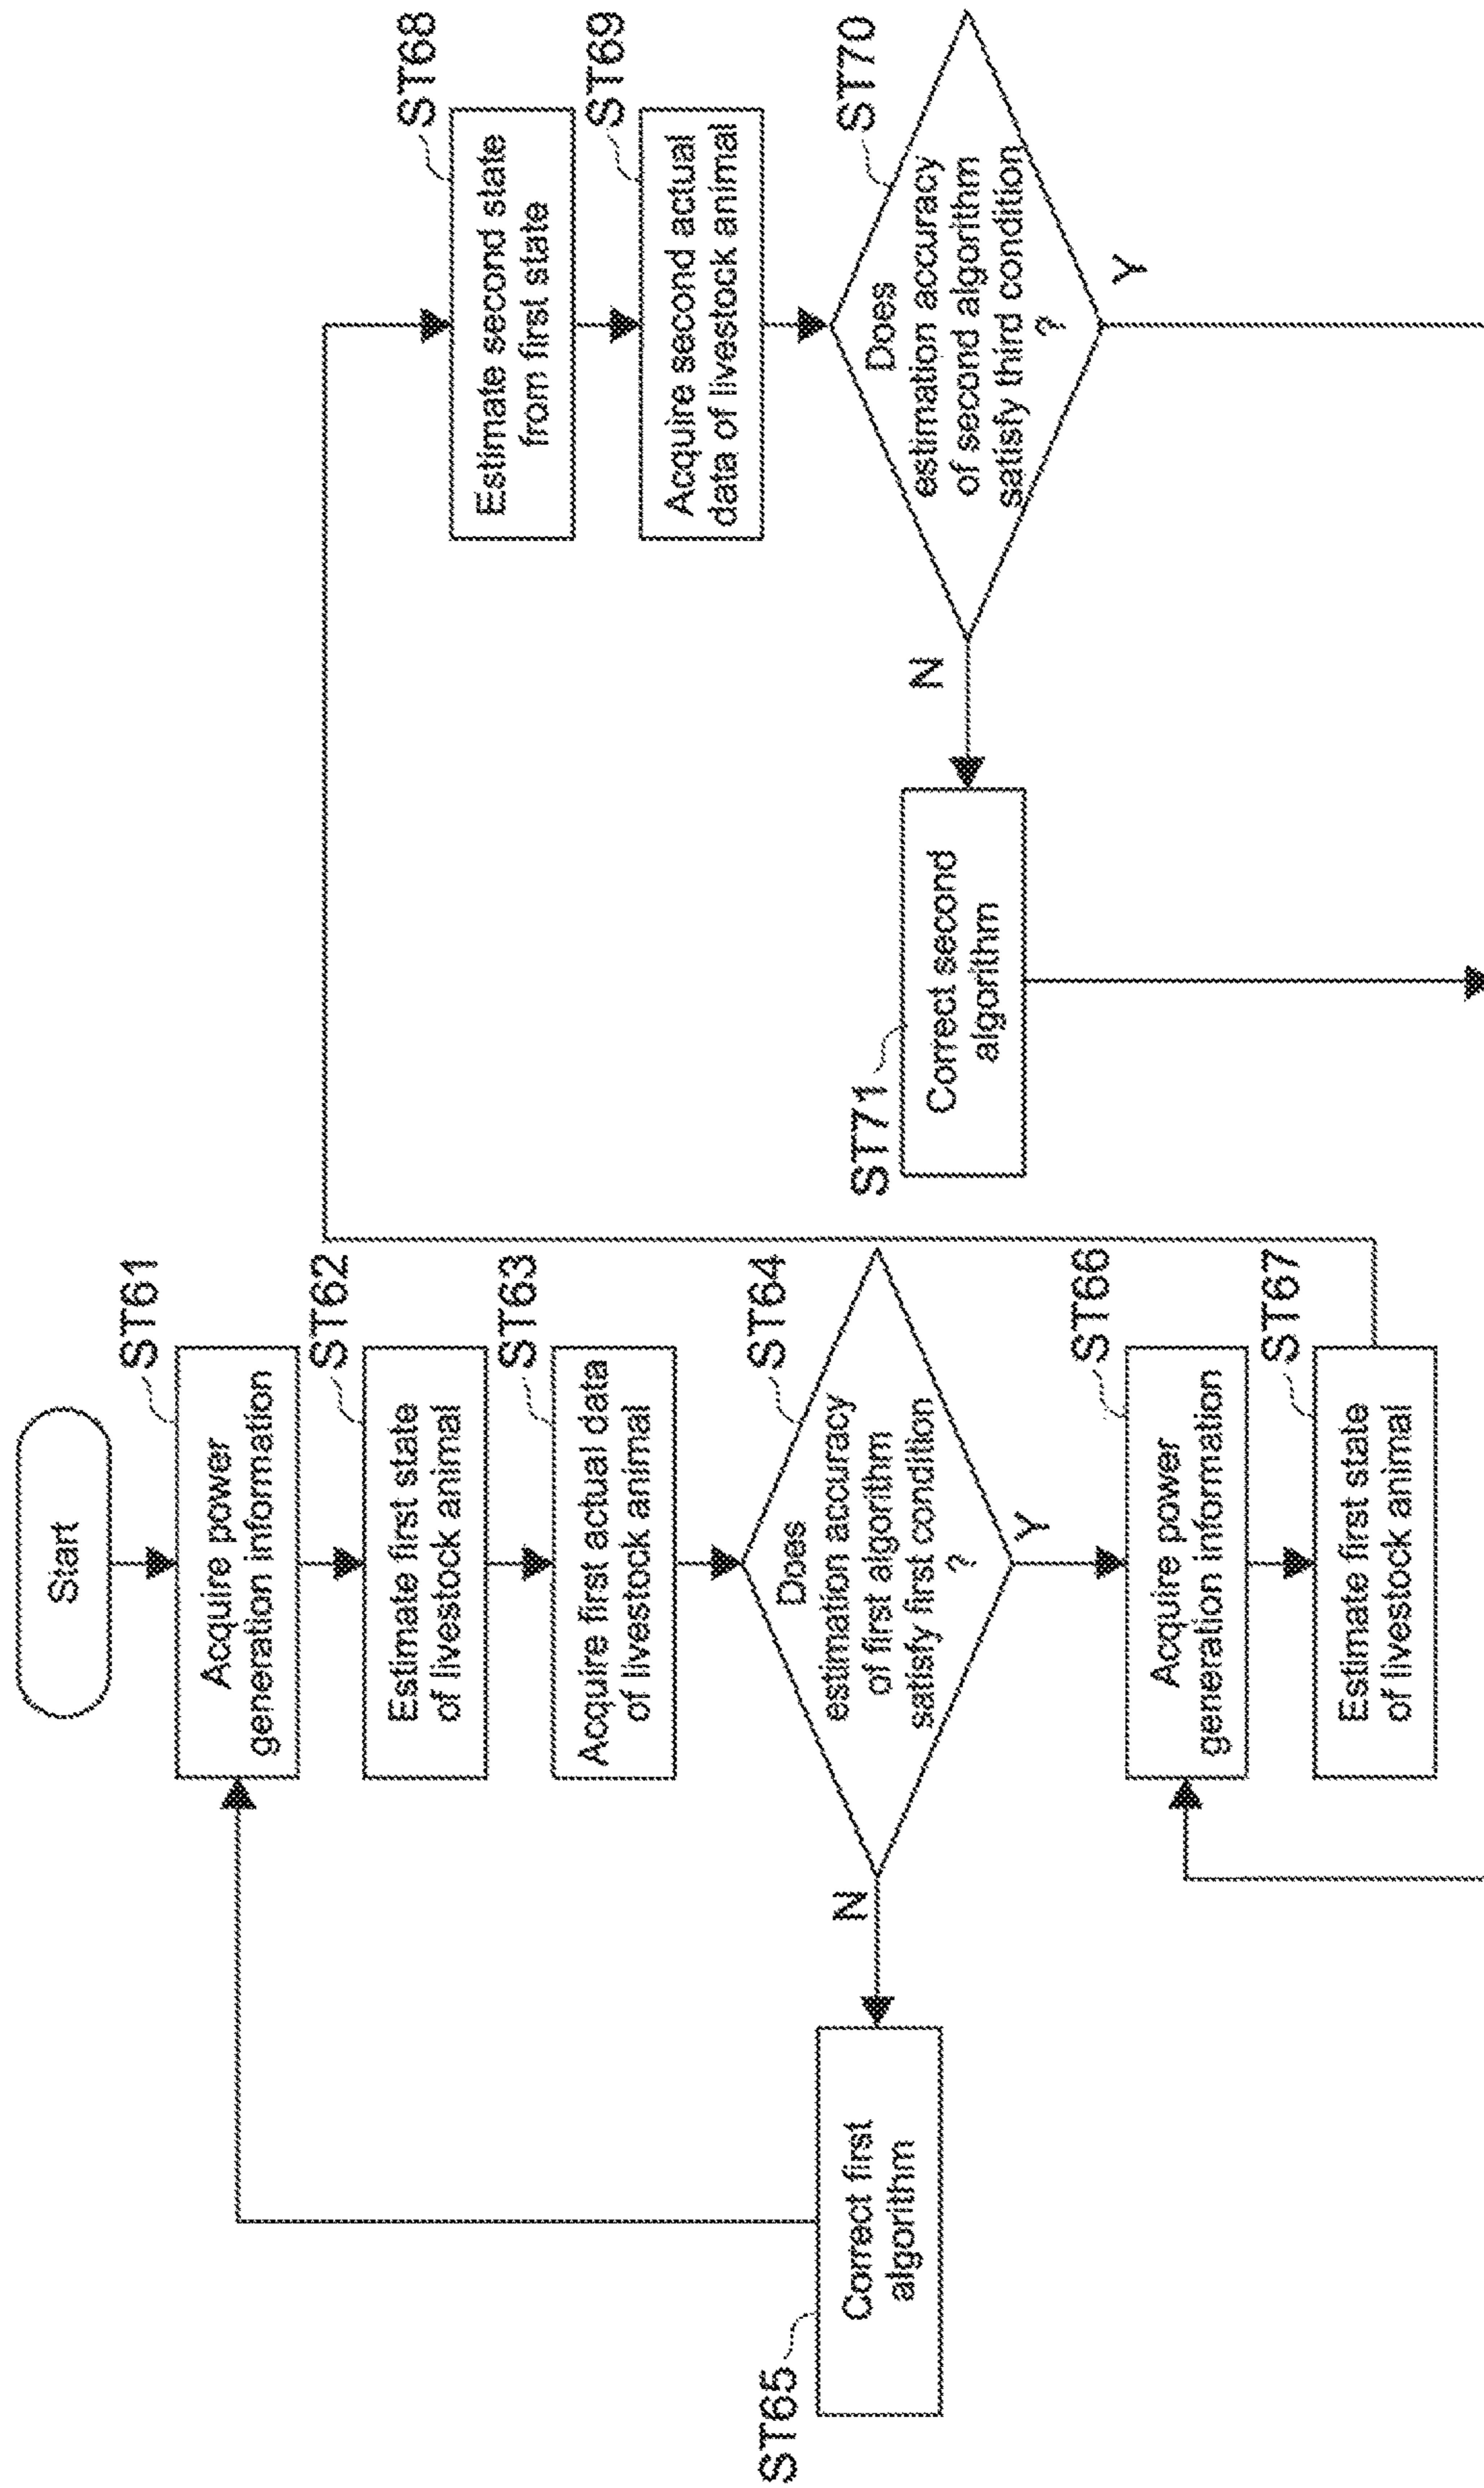 Start
ST61
Acquire power
generation information
ST62
Estimate first state
of livestock animal
ST63
Acquire first actual data
of livestock animal
ST64
Does
estimation accuracy
of first algorithm
satisfy first condition
?
N
Y
ST65
Correct first
algorithm
ST66
Acquire power
generation information
ST67
Estimate first state
of livestock animal
ST68
Estimate second state
from first state
ST69
Acquire second actual
data of livestock animal
ST70
Does
estimation accuracy
of second algorithm
satisfy third condition
?
N
Y
ST71
Correct second
algorithm